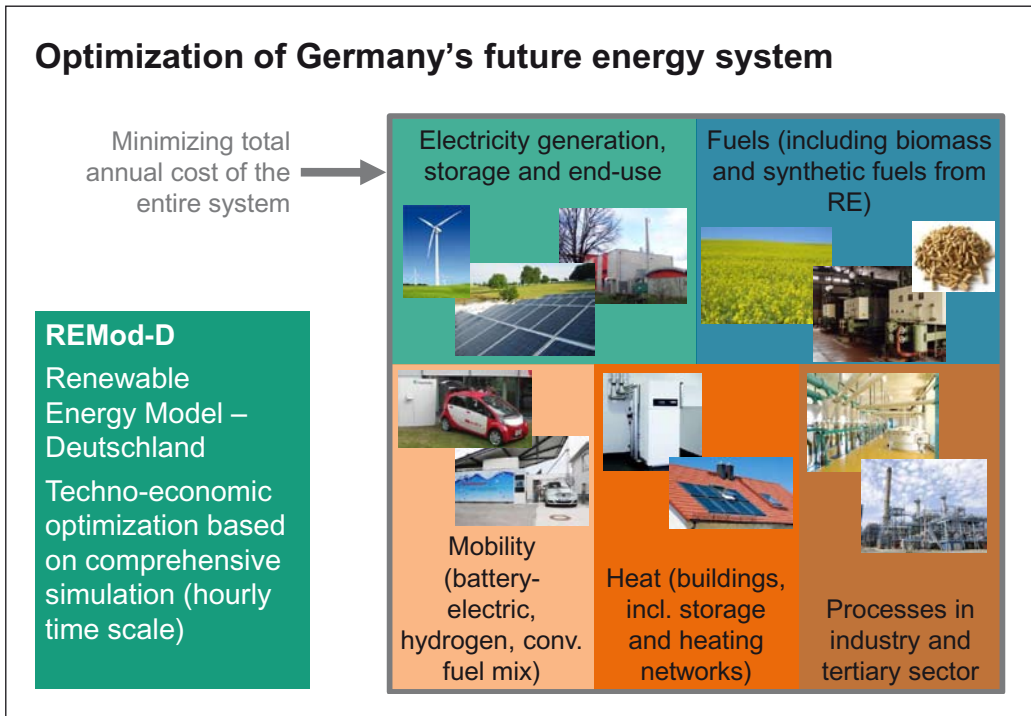 Optimization of Germany's future energy system
Minimizing total
annual cost of the
entire system
Electricity generation,
storage and end-use
Fuels (including biomass
and synthetic fuels from
RE)
REMod-D
Renewable
Energy Model –
Deutschland
Techno-economic
optimization based
on comprehensive
simulation (hourly
time scale)
Mobility
(battery-
electric,
hydrogen, conv.
fuel mix)
Heat (buildings,
incl. storage
and heating
networks)
Processes in
industry and
tertiary sector